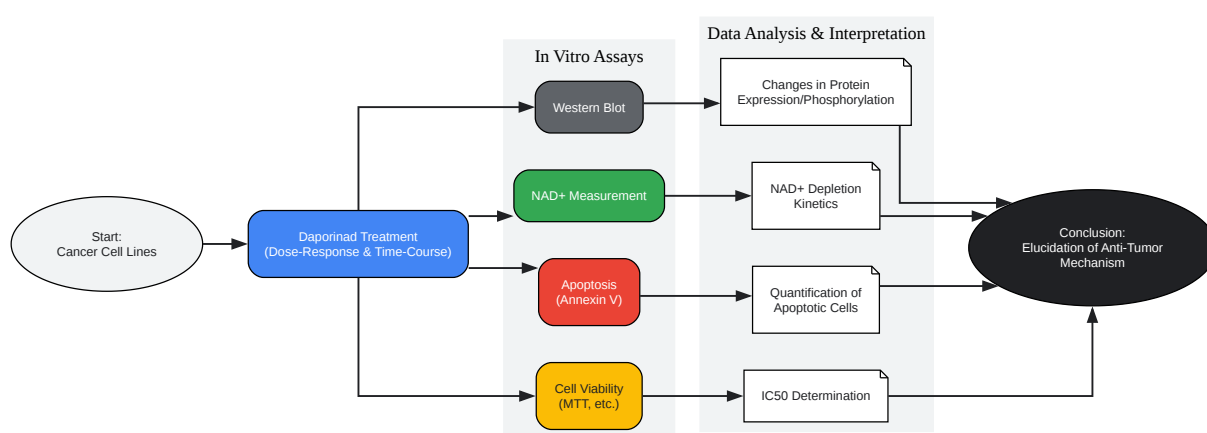 Data Analysis & Interpretation
In Vitro Assays
Changes in Protein
Expression/Phosphorylation
Western Blot
NAD+ Measurement
NAD+ Depletion
Kinetics
Start:
Cancer Cell Lines
Daporinad Treatment
(Dose-Response & Time-Course)
Conclusion:
Elucidation of Anti-Tumor
Mechanism
Apoptosis
(Annexin V)
Quantification of
Apoptotic Cells
Cell Viability
(MTT, etc.)
IC50 Determination